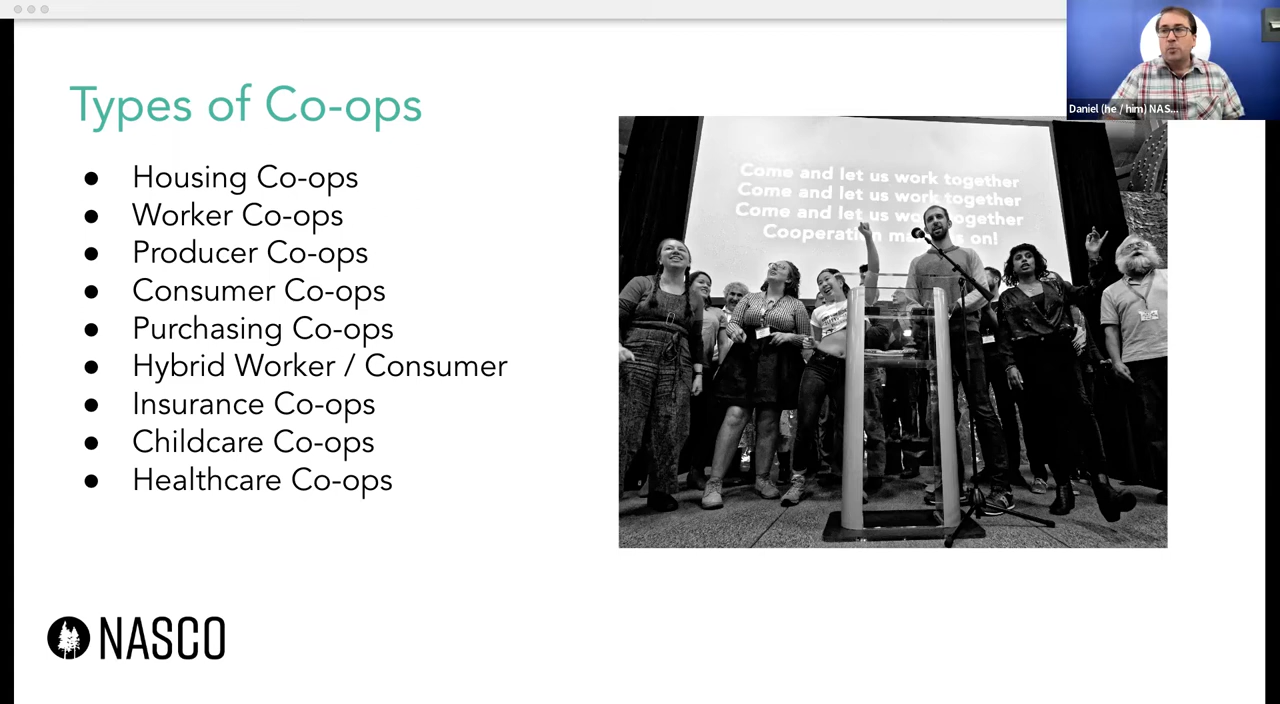 Types of Co-ops
● Housing Co-ops
● Worker Co-ops
● Producer Co-ops
● Consumer Co-ops
● Purchasing Co-ops
● Hybrid Worker / Consumer
● Insurance Co-ops
● Childcare Co-ops
● Healthcare Co-ops
Come and let us work together
Come and let us work together
Come and let us together
Cooperation on!
Daniel (he / him) NAS...
NASCO